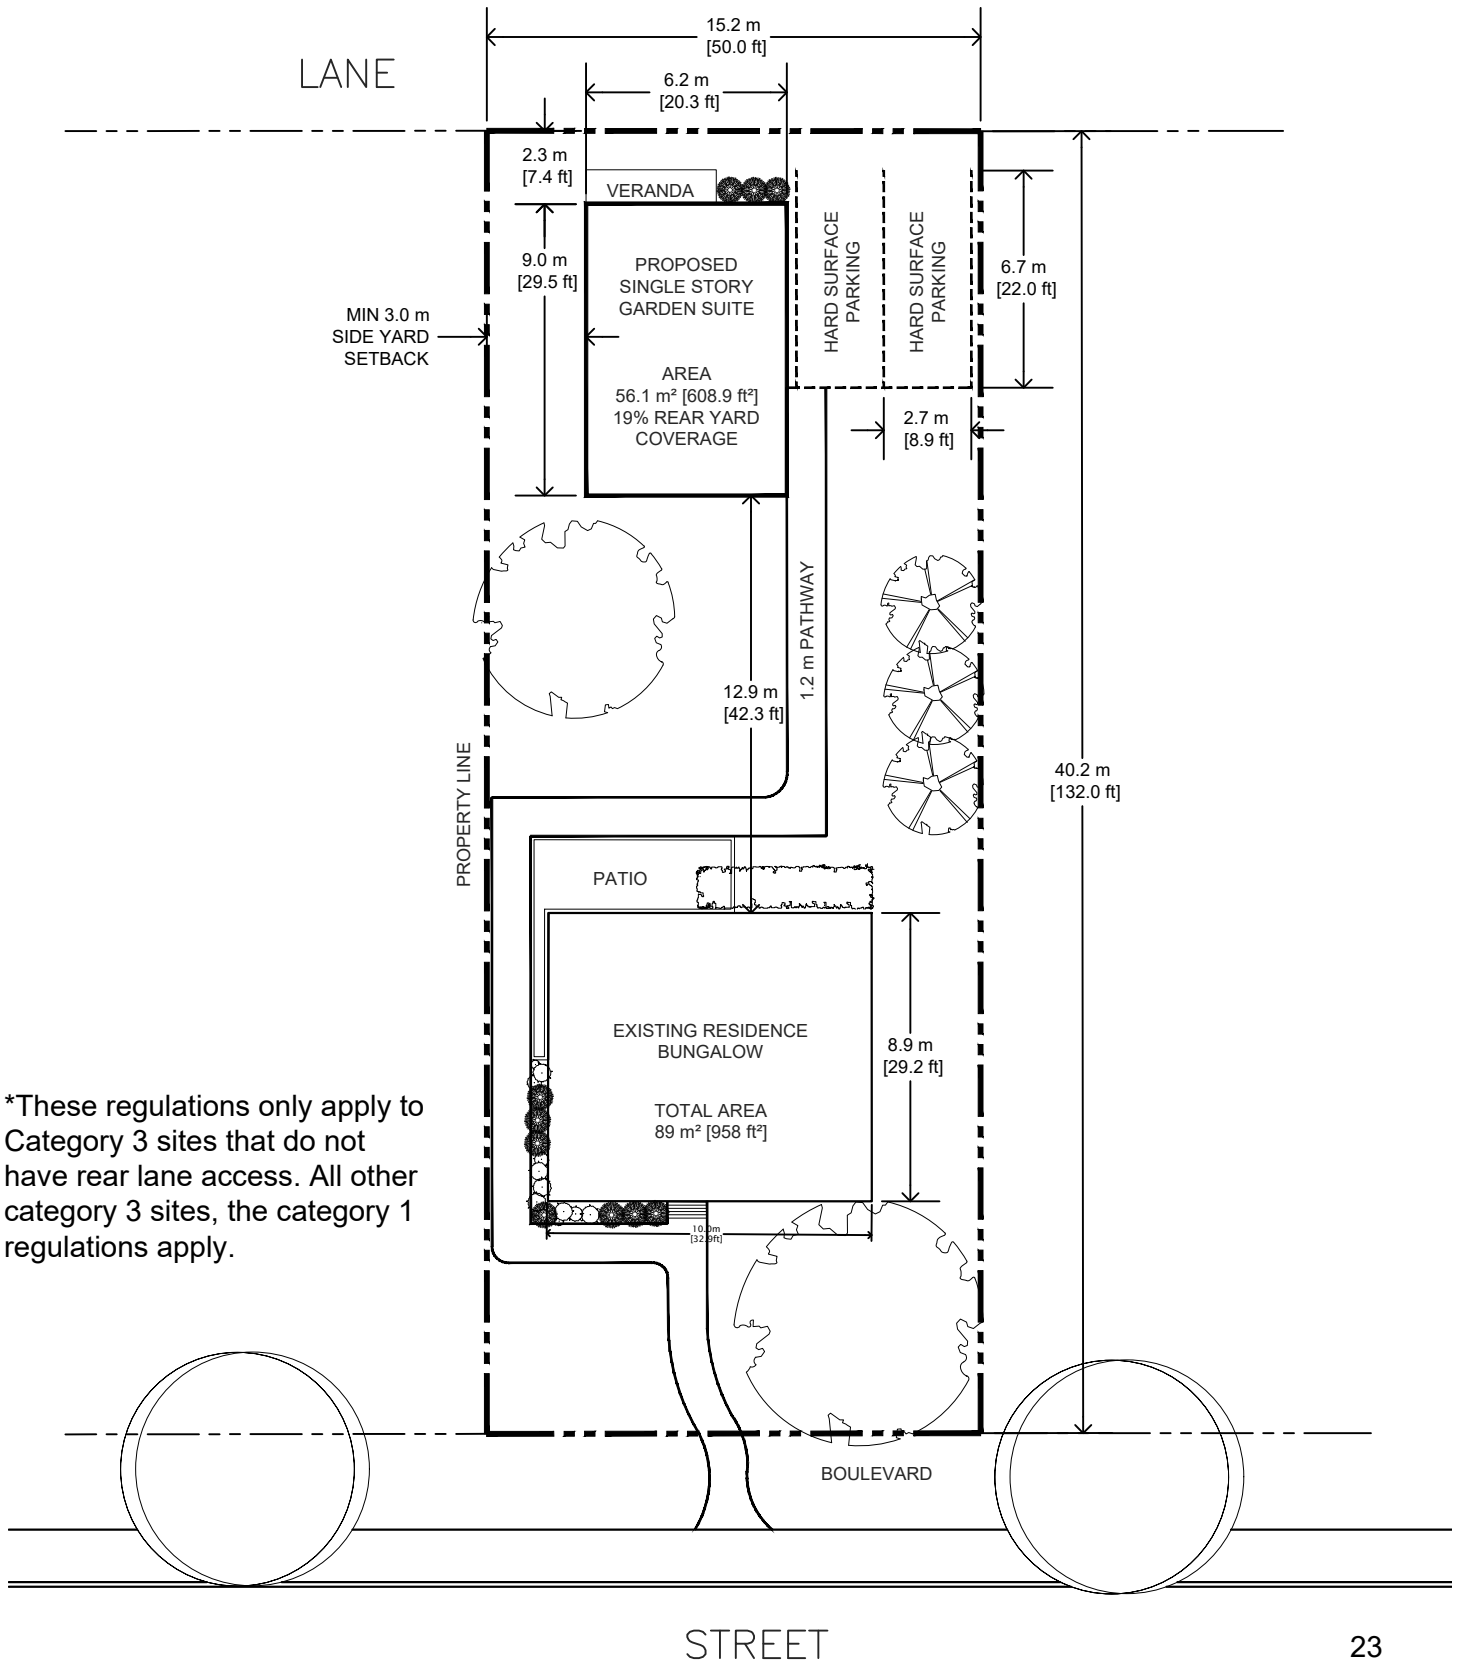 15.2 m
[50.0 ft]
LANE
6.2 m
[20.3 ft]
2.3 m
[7.4 ft]
VERANDA
HARD SURFACE
PARKING
HARD SURFACE
PARKING
9.0 m
[29.5 ft]
PROPOSED
SINGLE STORY
GARDEN SUITE
6.7 m
[22.0 ft]
MIN 3.0 m
SIDE YARD
SETBACK
AREA
56.1 m² [608.9 ft²]
19% REAR YARD
COVERAGE
2.7 m
[8.9 ft]
1.2 m PATHWAY
12.9 m
[42.3 ft]
PROPERTY LINE
40.2 m
[132.0 ft]
PATIO
EXISTING RESIDENCE
BUNGALOW
8.9 m
[29.2 ft]
TOTAL AREA
89 m² [958 ft²]
*These regulations only apply to
Category 3 sites that do not
have rear lane access. All other
category 3 sites, the category 1
regulations apply.
10.0m
[32.9ft]
BOULEVARD
STREET
23